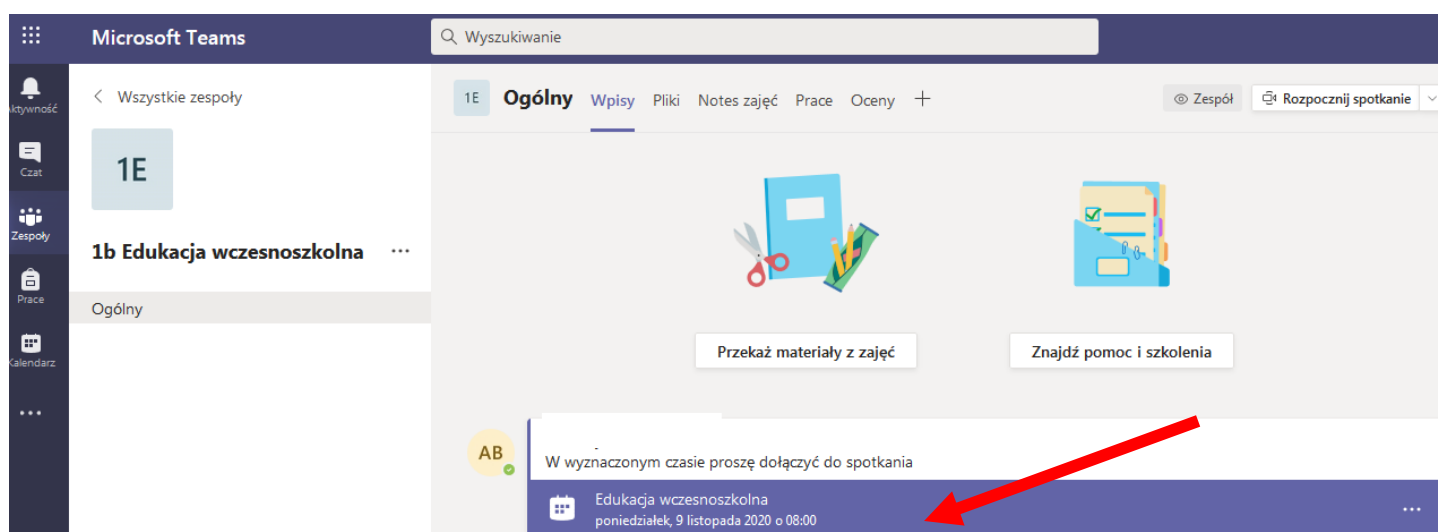 Microsoft Teams
Wyszukiwanie
Aktywność
Czat
Zespoły
Prace
Kalendarz
Wszystkie zespoły
1E
1b Edukacja wczesnoszkolna ...
Ogólny
1E Ogólny Wpisy Pliki Notes zajęć Prace Oceny +
Zespół Rozpocznij spotkanie
Przekaż materiały z zajęć Znajdź pomoc i szkolenia
AB
W wyznaczonym czasie proszę dołączyć do spotkania
Edukacja wczesnoszkolna
poniedziałek, 9 listopada 2020 o 08:00